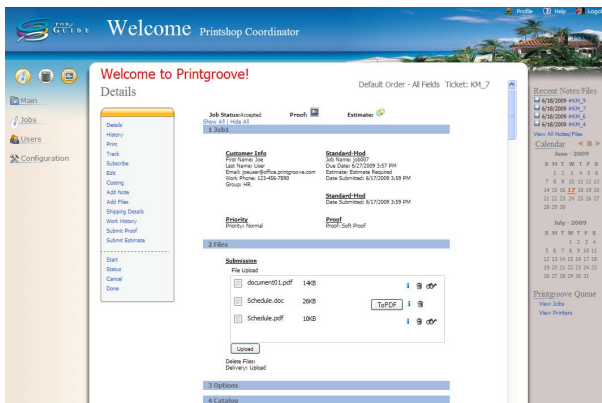 Profile Help Logout
POD/ GUIDE
Welcome Printshop Coordinator
Welcome to Printgroove!
Details
Default Order - All Fields Ticket: KM_7
Main
Jobs
Users
Configuration
Details
History
Print
Track
Subscribe
Edit
Costing
Add Note
Add Files
Shipping Details
Work History
Submit Proof
Submit Estimate
Start
Status
Cancel
Done
Job Status:Accepted Proof: Estimate:
Show All | Hide All
1 Job1
Customer Info
First Name: Joe
Last Name: User
Email: joeuser@office.printgroove.com
Work Phone: 123-456-7890
Group: HR
Standard-Mod
Job Name: job007
Due Date: 6/27/2009 3:57 PM
Estimate: Estimate Required
Date Submitted: 6/17/2009 3:59 PM
Standard-Mod
Date Submitted: 6/17/2009 3:59 PM
Priority
Priority: Normal
Proof
Proof: Soft Proof
2 Files
Submission
File Upload
document01.pdf 14KB
Schedule.doc 26KB ToPDF
Schedule.pdf 10KB
Upload
Delete Files:
Delivery: Upload
3 Options
4 Catalog
Recent Notes/Files
6/18/2009 #KM_9
6/18/2009 #KM_7
6/18/2009 #KM_6
6/18/2009 #KM_4
View All Notes/Files
Calendar
June - 2009
S M T W T F S
1 2 3 4 5 6
7 8 9 10 11 12 13
14 15 16 17 18 19 20
21 22 23 24 25 26 27
28 29 30
July - 2009
S M T W T F S
1 2 3 4
5 6 7 8 9 10 11
12 13 14 15 16 17 18
19 20 21 22 23 24 25
26 27 28 29 30 31
Printgroove Queue
View Jobs
View Printers